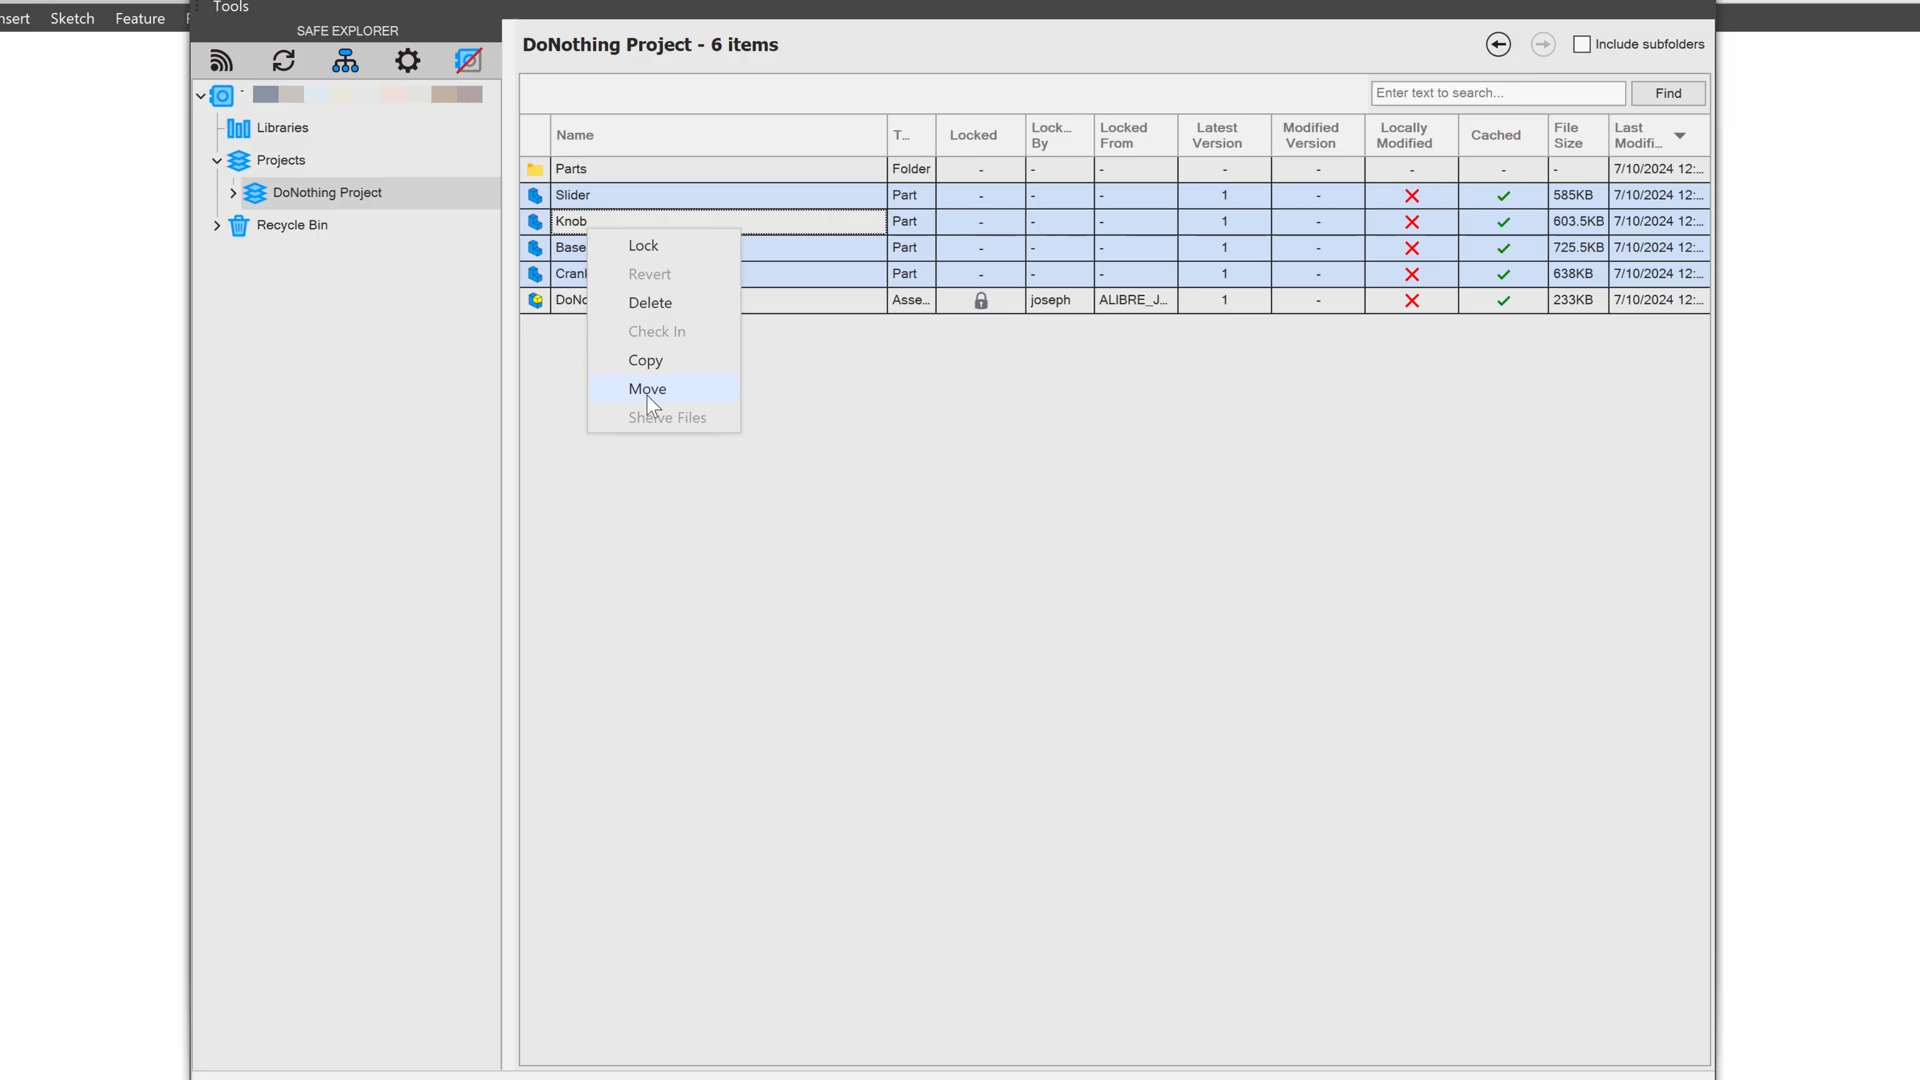 Tools
nsert Sketch Feature
SAFE EXPLORER
DoNothing Project - 6 items
Include subfolders
Libraries
Projects
DoNothing Project
Recycle Bin
Enter text to search...
Find
Name T... Locked Lock... By Locked From Latest Version Modified Version Locally Modified Cached File Size Last Modifi...
Parts Folder - - - - - - - - 7/10/2024 12:...
Slider Part - - - 1 - 585KB 7/10/2024 12:...
Knob Part - - - 1 - 603.5KB 7/10/2024 12:...
Base Part - - - 1 - 725.5KB 7/10/2024 12:...
Crank Part - - - 1 - 638KB 7/10/2024 12:...
DoNo Asse... joseph ALIBRE_J... 1 - 233KB 7/10/2024 12:...
Lock
Revert
Delete
Check In
Copy
Move
Shelve Files